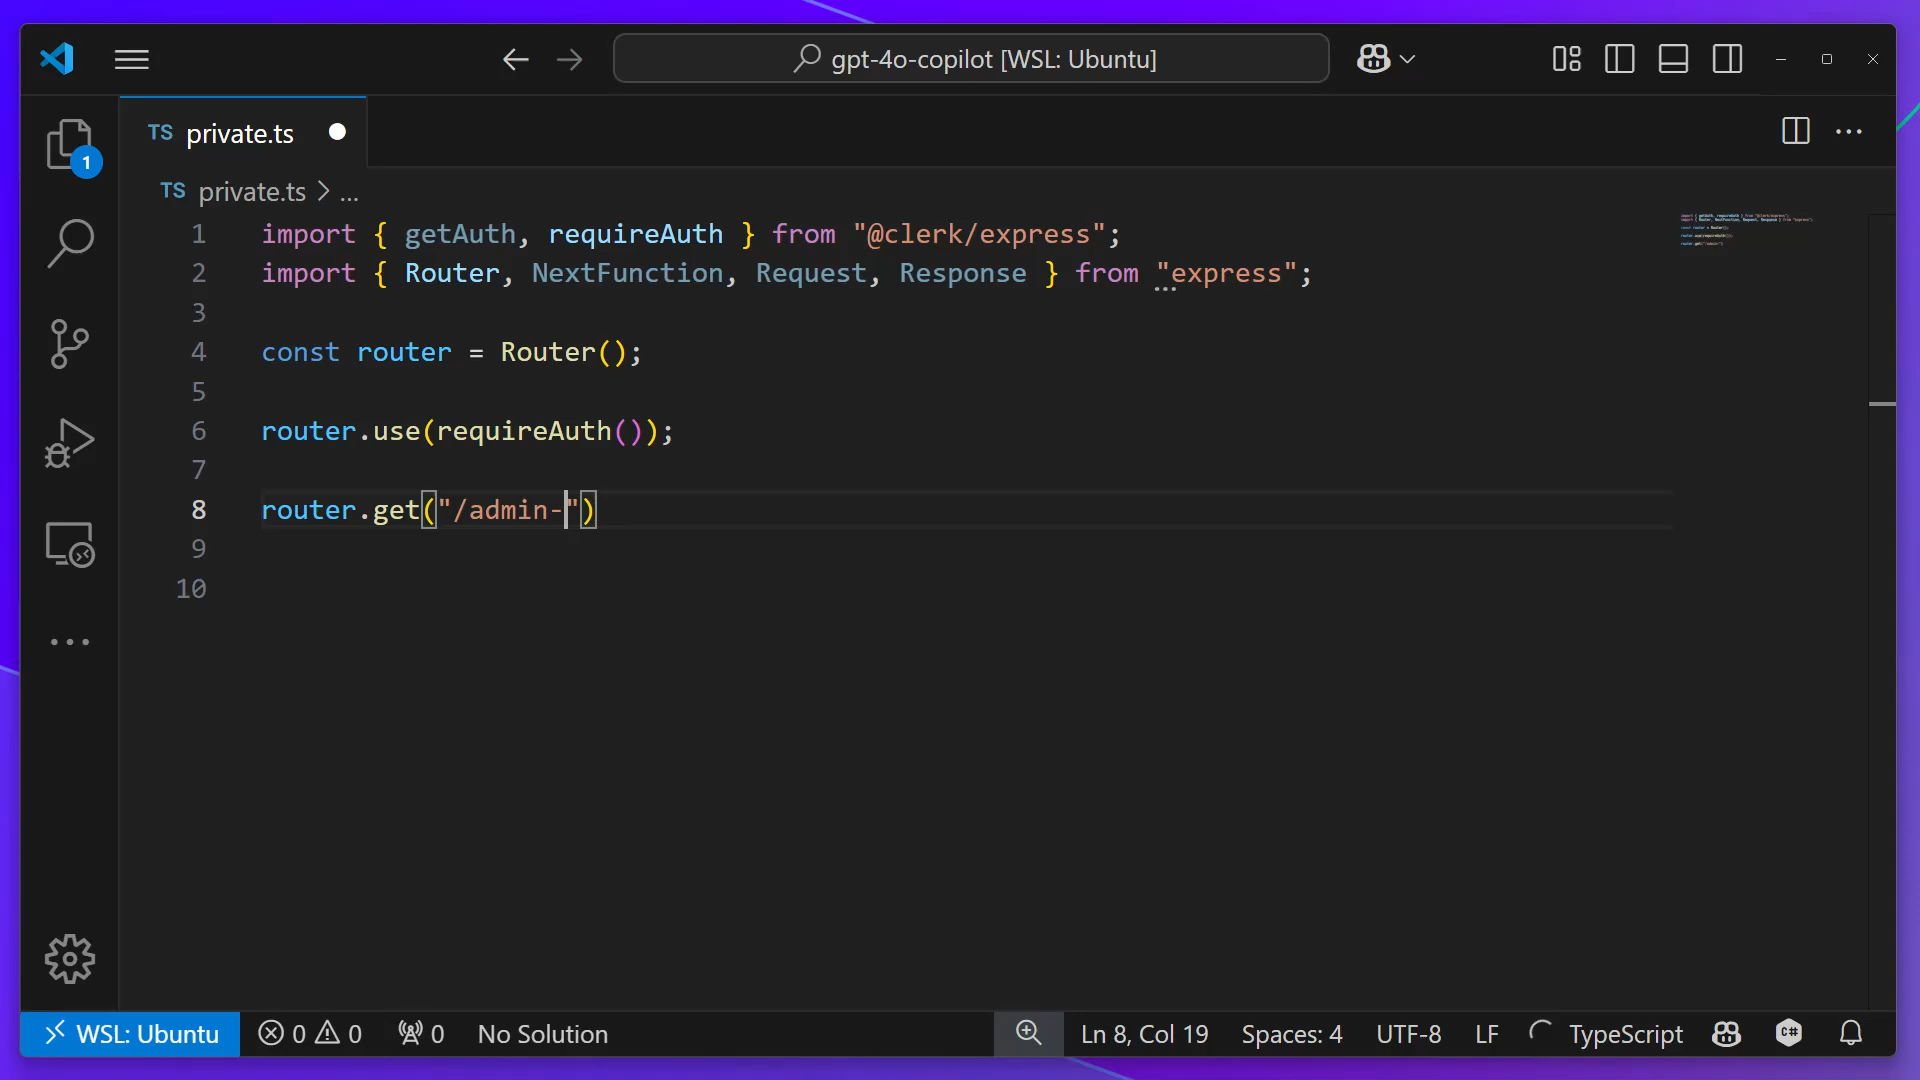 gpt-4o-copilot [WSL: Ubuntu]
TS private.ts
1
TS private.ts > ...
1 import { getAuth, requireAuth } from "@clerk/express";
2 import { Router, NextFunction, Request, Response } from "express";
3
4 const router = Router();
5
6 router.use(requireAuth());
7
8 router.get("/admin-")
9
10
WSL: Ubuntu 0 0 0 No Solution Ln 8, Col 19 Spaces: 4 UTF-8 LF TypeScript C#